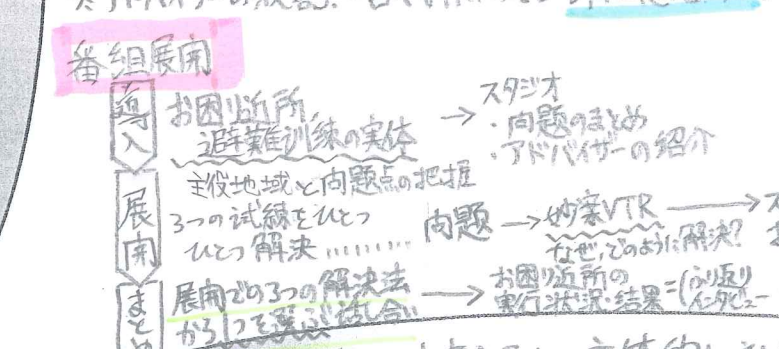 番組展開
導入
お困り近所、
避難訓練の実体
→ スタジオ
・問題のまとめ
・アドバイザーの紹介
展開
主役地域と問題点の把握
3つの試練をひとつ
ひとつ解決………
問題 → 妙案VTR →
なぜ、どのように解決?
まとめ
展開での3つの解決法
から1つを選ぶ話し合い
→ お困り近所の
実行状況・結果=(ふり返り
インタビュー